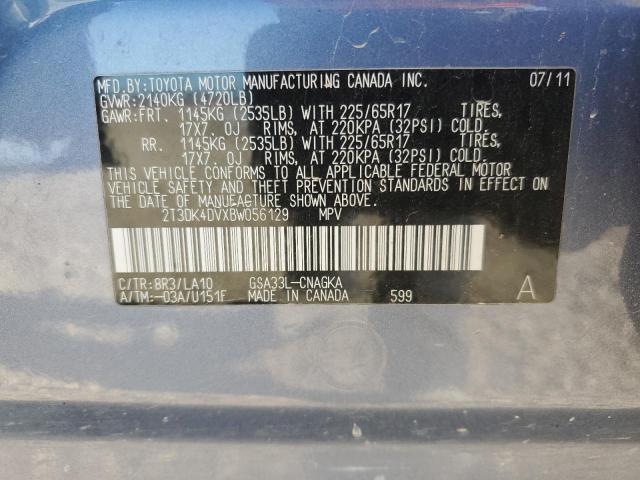 MFD. BY: TOYOTA MOTOR MANUFACTURING CANADA INC. 07/11
GVWR: 2140KG (4720LB)
GAWR: FRT. 1145KG (2535LB) WITH 225/65R17 TIRES,
17X7. OJ RIMS, AT 220KPA (32PSI) COLD.
RR. 1145KG (2535LB) WITH 225/65R17 TIRES,
17X7. OJ RIMS, AT 220KPA (32PSI) COLD.
THIS VEHICLE CONFORMS TO ALL APPLICABLE FEDERAL MOTOR
VEHICLE SAFETY AND THEFT PREVENTION STANDARDS IN EFFECT ON
THE DATE OF MANUFACTURE SHOWN ABOVE.
2T3DK4DVXBW056129 MPV
C/TR: 8R3/LA10 GSA33L-CNAGKA
A/TM: -03A/U151F MADE IN CANADA 599 A